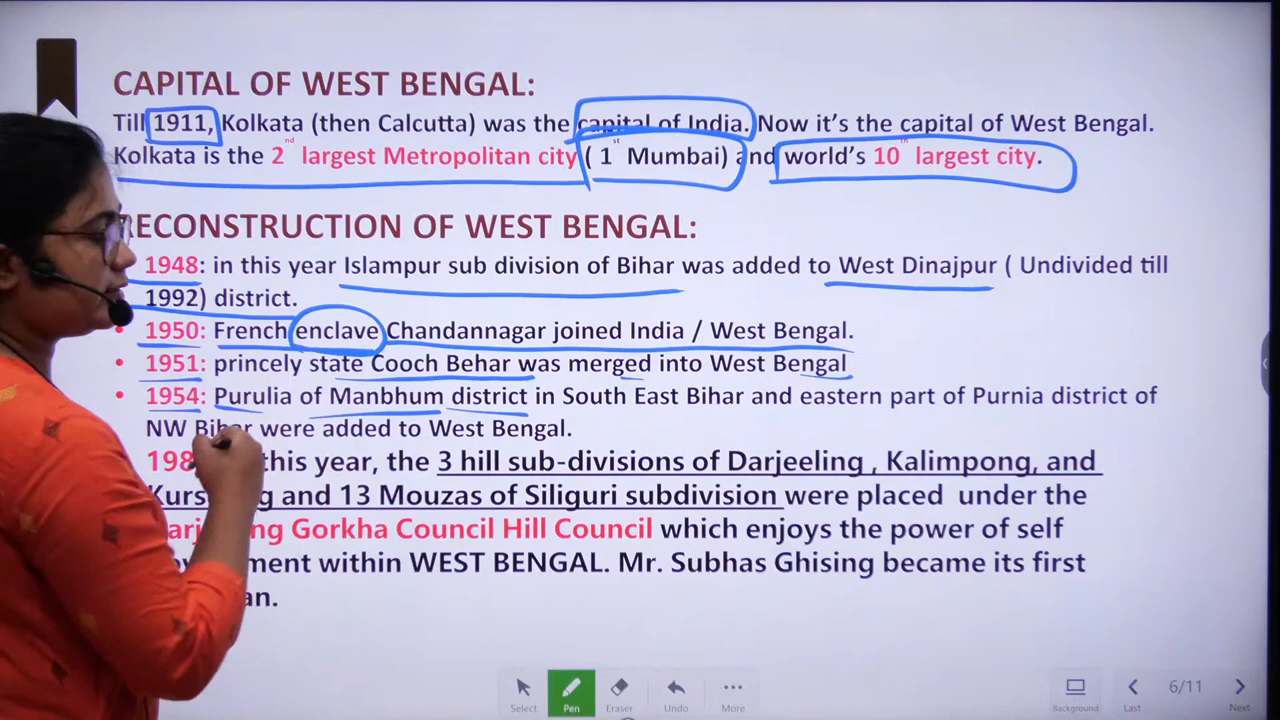 CAPITAL OF WEST BENGAL:
Till 1911, Kolkata (then Calcutta) was the capital of India. Now it's the capital of West Bengal.
Kolkata is the 2nd largest Metropolitan city ( 1st Mumbai) and world's 10th largest city.
RECONSTRUCTION OF WEST BENGAL:
1948: in this year Islampur sub division of Bihar was added to West Dinajpur ( Undivided till
1992) district.
• 1950: French enclave Chandannagar joined India / West Bengal.
• 1951: princely state Cooch Behar was merged into West Bengal
• 1954: Purulia of Manbhum district in South East Bihar and eastern part of Purnia district of
NW Bihar were added to West Bengal.
198 this year, the 3 hill sub-divisions of Darjeeling , Kalimpong, and
and 13 Mouzas of Siliguri subdivision were placed under the
Gorkha Council Hill Council which enjoys the power of self
within WEST BENGAL. Mr. Subhas Ghising became its first
Select
Pen
Eraser
Undo
More
Background
Last
6/11
Next